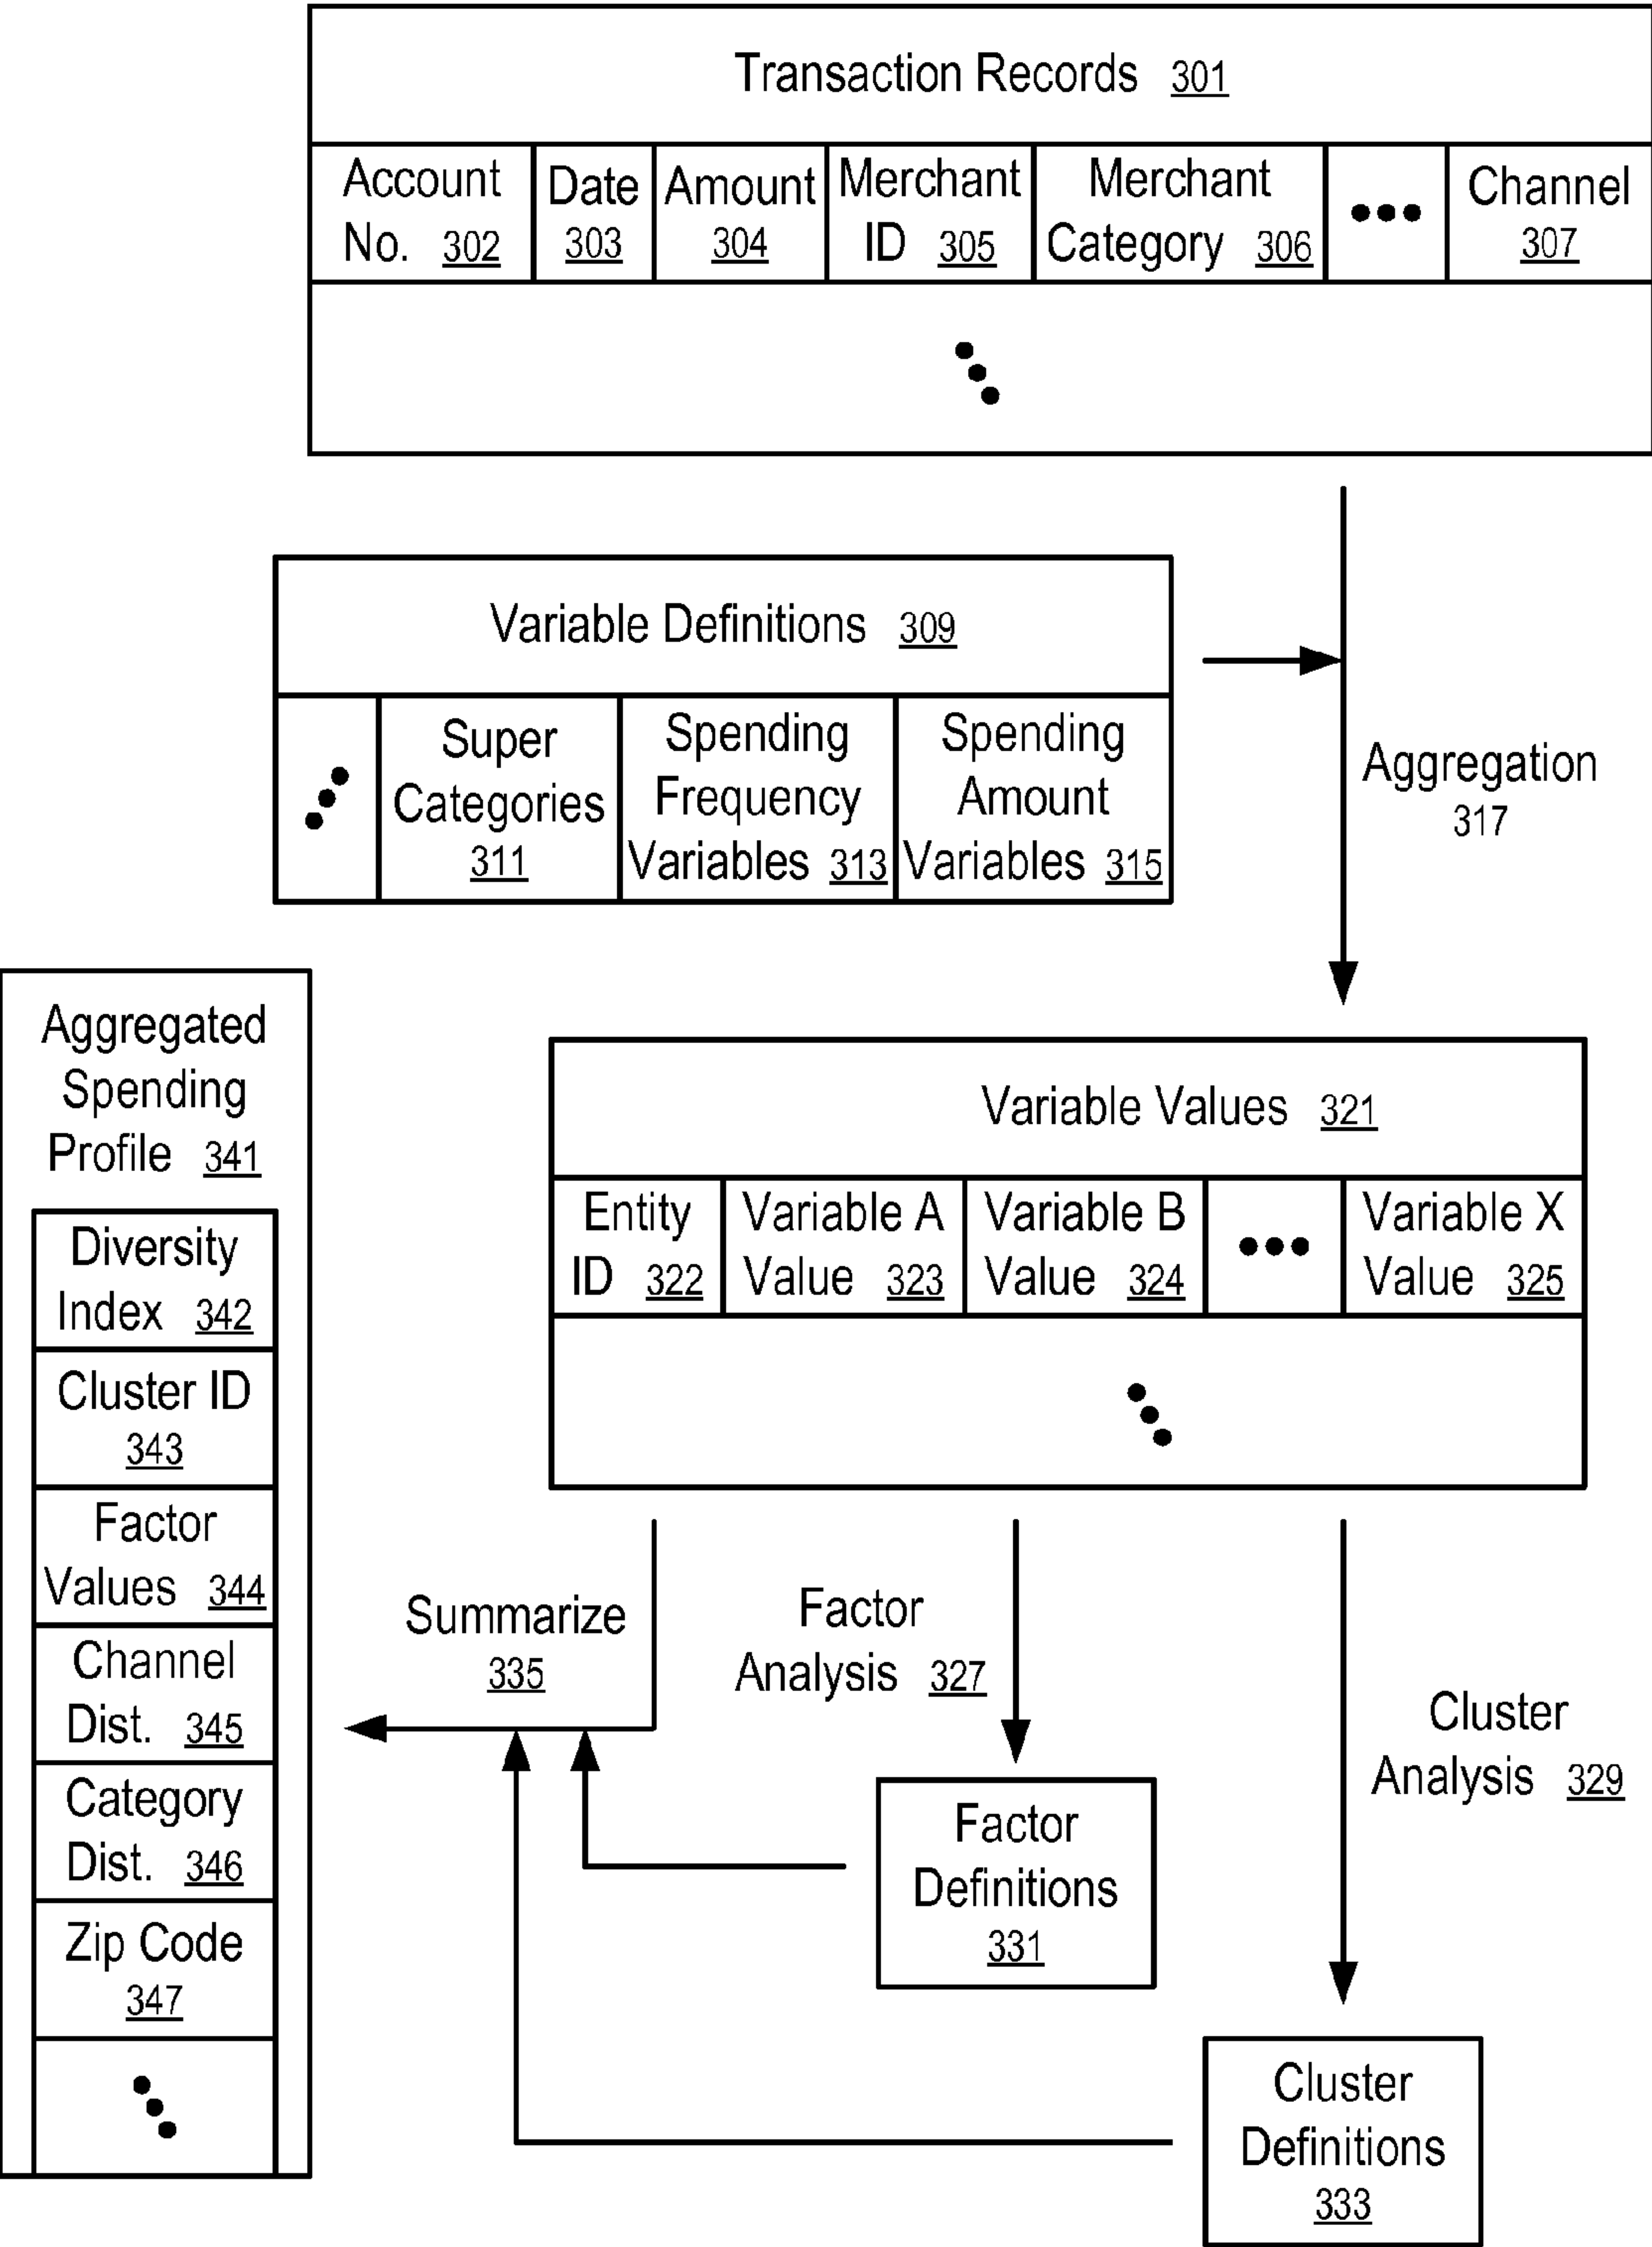 Transaction Records 301
Account
No. 302
Date
303
Amount
304
Merchant
ID 305
Merchant
Category 306
Channel
307
Variable Definitions 309
Super
Categories
311
Spending
Frequency
Variables 313
Spending
Amount
Variables 315
Aggregation
317
Aggregated
Spending
Profile 341
Diversity
Index 342
Cluster ID
343
Factor
Values 344
Channel
Dist. 345
Category
Dist. 346
Zip Code
347
Variable Values 321
Entity
ID 322
Variable A
Value 323
Variable B
Value 324
Variable X
Value 325
Summarize
335
Factor
Analysis 327
Cluster
Analysis 329
Factor
Definitions
331
Cluster
Definitions
333